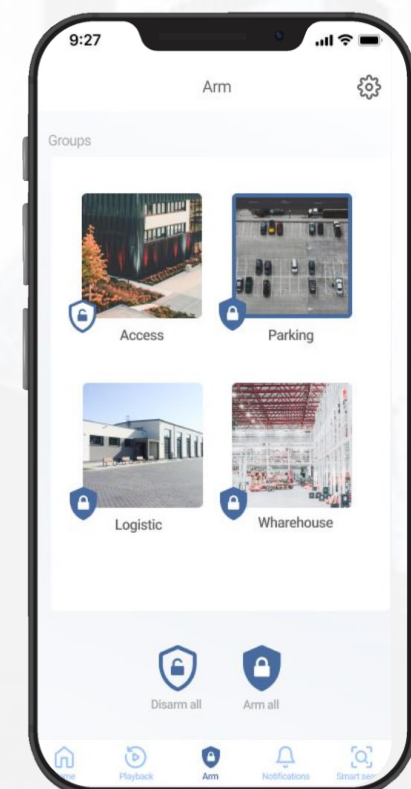 9:27
Arm
Groups
Access Parking
Logistic Wharehouse
Disarm all Arm all
Playback Arm Notifications